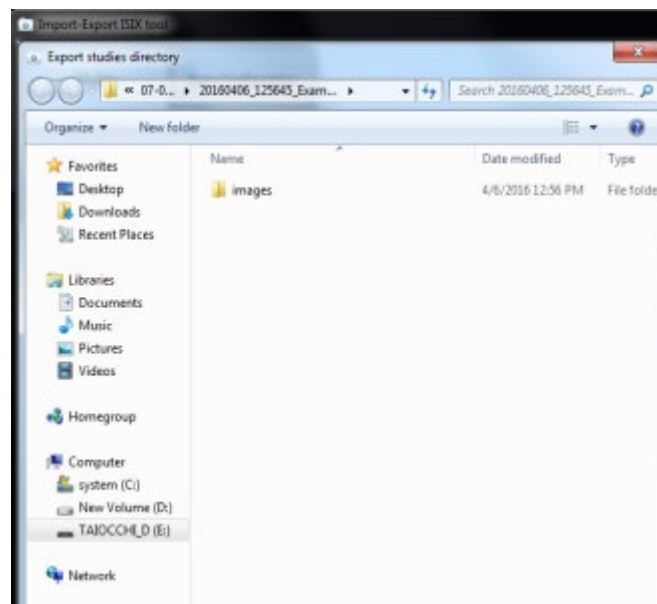 Import-Export ISIX tool
Export studies directory
« 07-0... ▸ 20160406_125645_Exam... ▸
Search 20160406_125645_Exam...
Organize
New folder
Name
Date modified
Type
Favorites
Desktop
Downloads
Recent Places
images
4/6/2016 12:56 PM
File folde
Libraries
Documents
Music
Pictures
Videos
Homegroup
Computer
system (C:)
New Volume (D:)
TAIOCCHI_D (E:)
Network